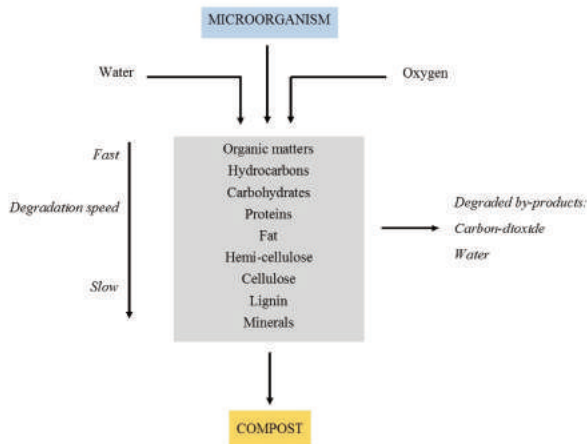 MICROORGANISM
Water
Oxygen
Fast
Degradation speed
Slow
Organic matters
Hydrocarbons
Carbohydrates
Proteins
Fat
Hemi-cellulose
Cellulose
Lignin
Minerals
Degraded by-products:
Carbon-dioxide
Water
COMPOST